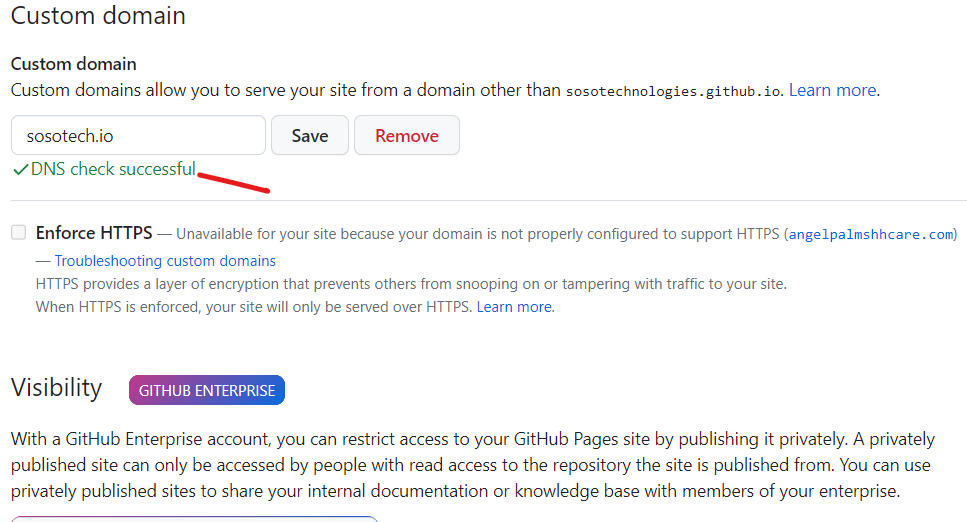 Custom domain
Custom domain
Custom domains allow you to serve your site from a domain other than sosotechnologies.github.io. Learn more.
sosotech.io Save Remove
✓DNS check successful
Enforce HTTPS — Unavailable for your site because your domain is not properly configured to support HTTPS (angelpalmshhcare.com)
— Troubleshooting custom domains
HTTPS provides a layer of encryption that prevents others from snooping on or tampering with traffic to your site.
When HTTPS is enforced, your site will only be served over HTTPS. Learn more.
Visibility GITHUB ENTERPRISE
With a GitHub Enterprise account, you can restrict access to your GitHub Pages site by publishing it privately. A privately
published site can only be accessed by people with read access to the repository the site is published from. You can use
privately published sites to share your internal documentation or knowledge base with members of your enterprise.